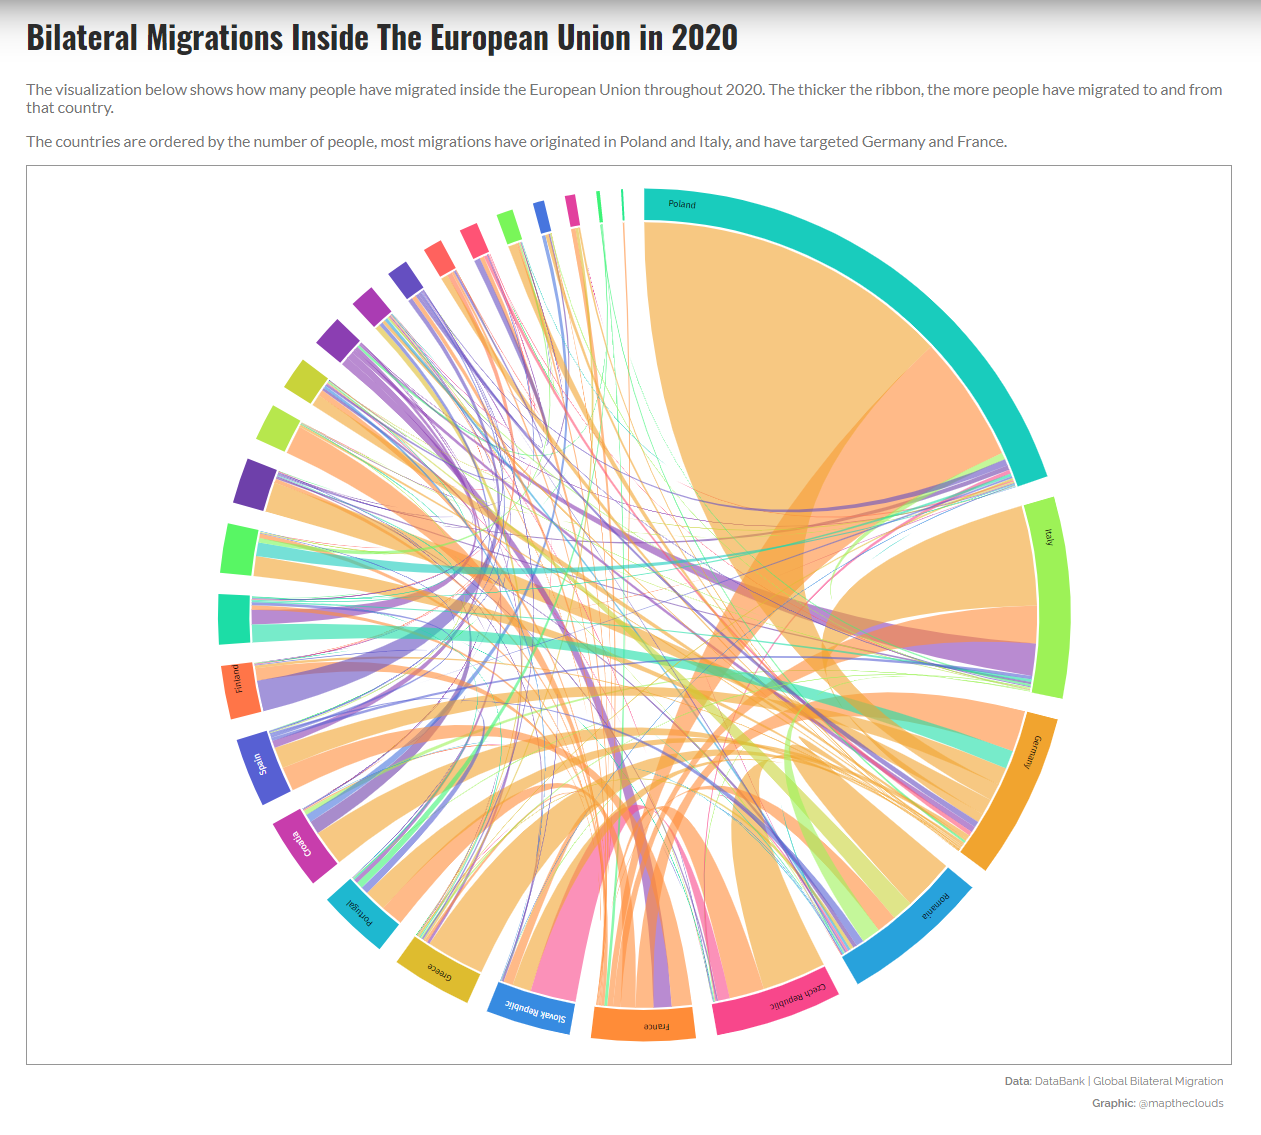 Bilateral Migrations Inside The European Union in 2020
The visualization below shows how many people have migrated inside the European Union throughout 2020. The thicker the ribbon, the more people have migrated to and from
that country.
The countries are ordered by the number of people, most migrations have originated in Poland and Italy, and have targeted Germany and France.
Poland
Italy
Germany
Romania
Czech Republic
France
Slovak Republic
Greece
Portugal
Croatia
Spain
Finland
Data: DataBank | Global Bilateral Migration
Graphic: @maptheclouds